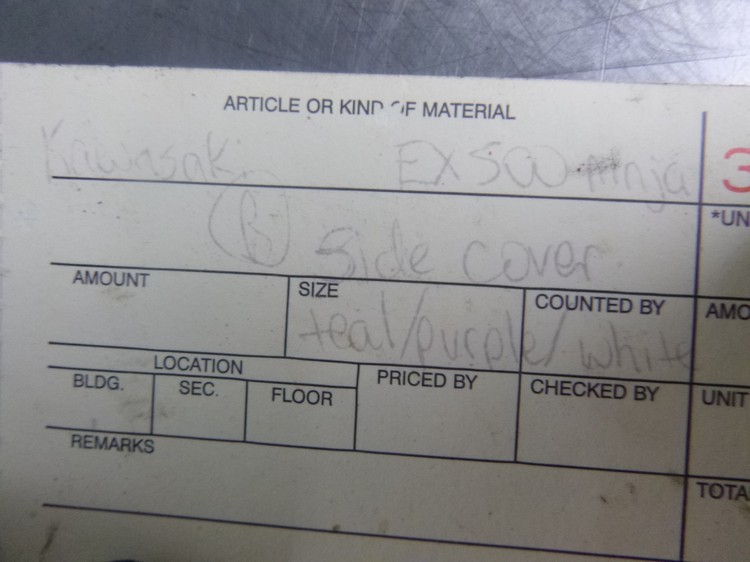 ARTICLE OR KIND OF MATERIAL
Kawasaki EX500 ninja 3
*UN
side cover
AMOUNT SIZE COUNTED BY AMO
teal/purple/white
LOCATION
BLDG. SEC. FLOOR PRICED BY CHECKED BY UNIT
REMARKS
TOTA